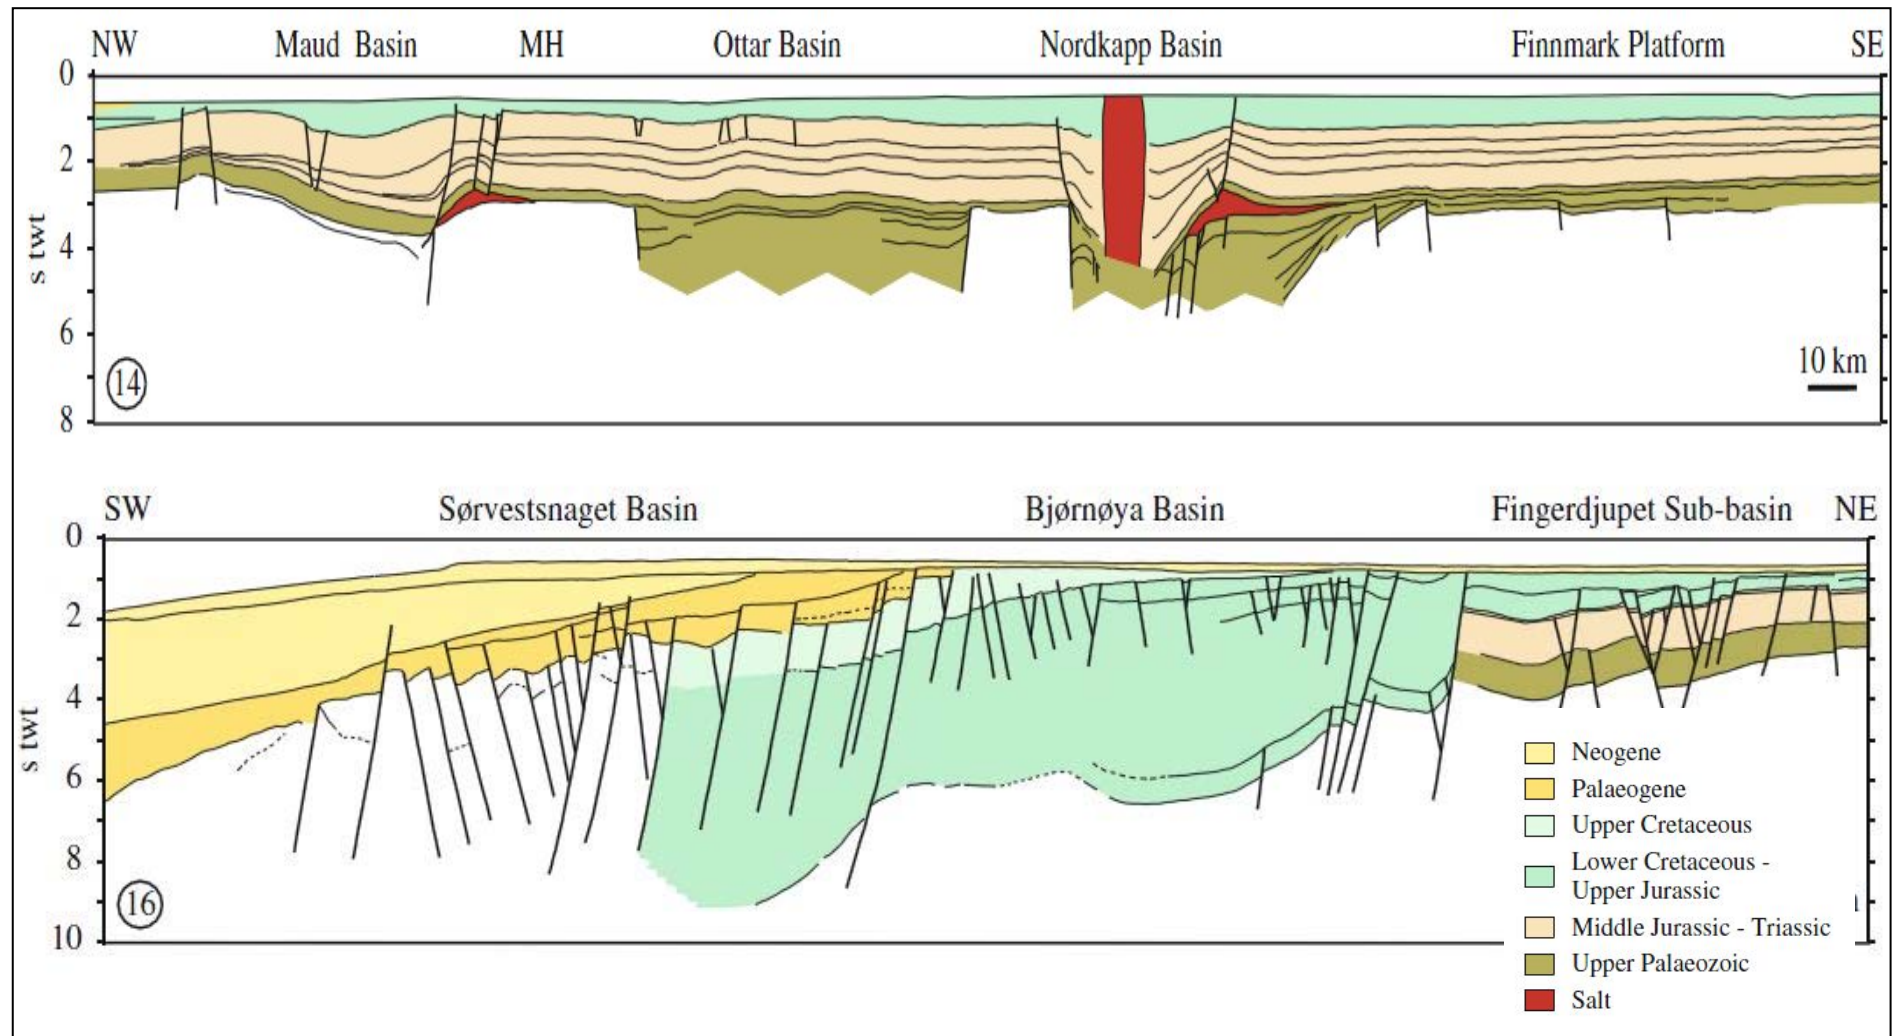 NW Maud Basin MH Ottar Basin Nordkapp Basin Finnmark Platform SE
0
2
4
6
8
s twt
10 km
14
SW Sørvestsnaget Basin Bjørnøya Basin Fingerdjupet Sub-basin NE
0
2
4
6
8
10
s twt
16
Neogene
Palaeogene
Upper Cretaceous
Lower Cretaceous -
Upper Jurassic
Middle Jurassic - Triassic
Upper Palaeozoic
Salt